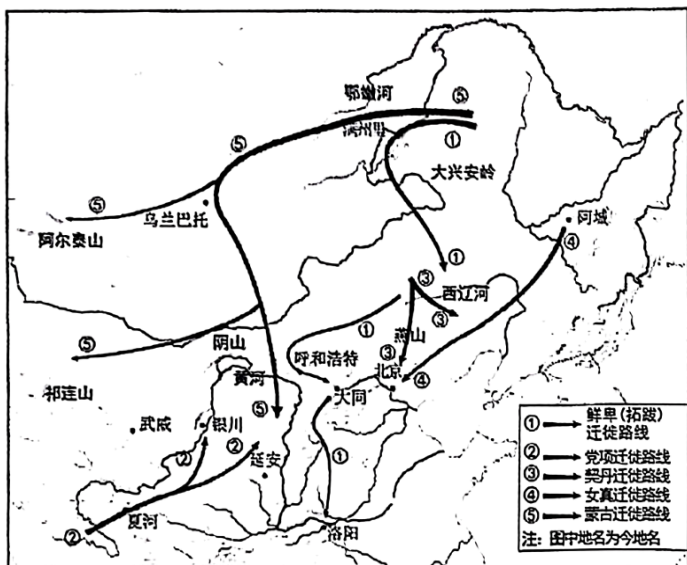 鄂嫩河
⑤
满州里
①
⑤
大兴安岭
⑤
乌兰巴托
阿城
阿尔泰山
④
①
③
西辽河
③
①
燕山
⑤
阴山
呼和浩特
③
北京
④
祁连山
黄河
大同
武威
银川
⑤
②
②
延安
①
夏河
②
洛阳
① 鲜卑(拓跋)
迁徙路线
② 党项迁徙路线
③ 契丹迁徙路线
④ 女真迁徙路线
⑤ 蒙古迁徙路线
注：图中地名为今地名